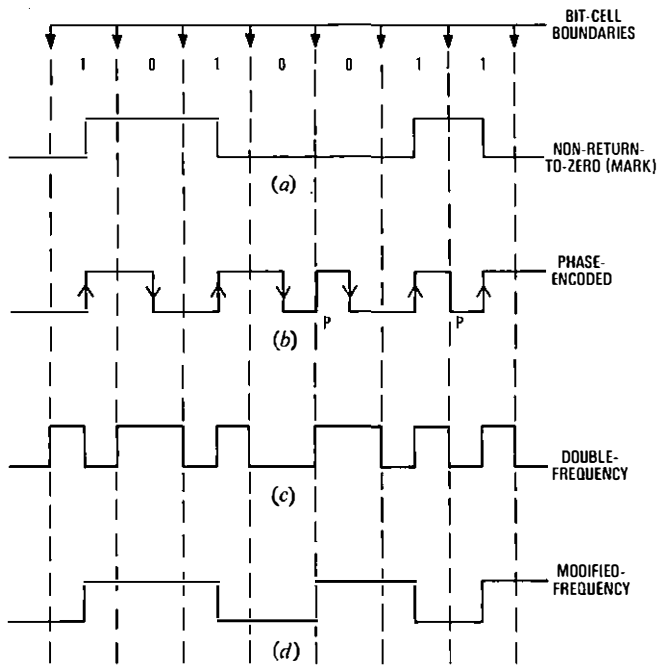 BIT-CELL
BOUNDARIES
1 0 1 0 0 1 1
NON-RETURN-
TO-ZERO (MARK)
(a)
PHASE-
ENCODED
P P
(b)
DOUBLE-
FREQUENCY
(c)
MODIFIED-
FREQUENCY
(d)